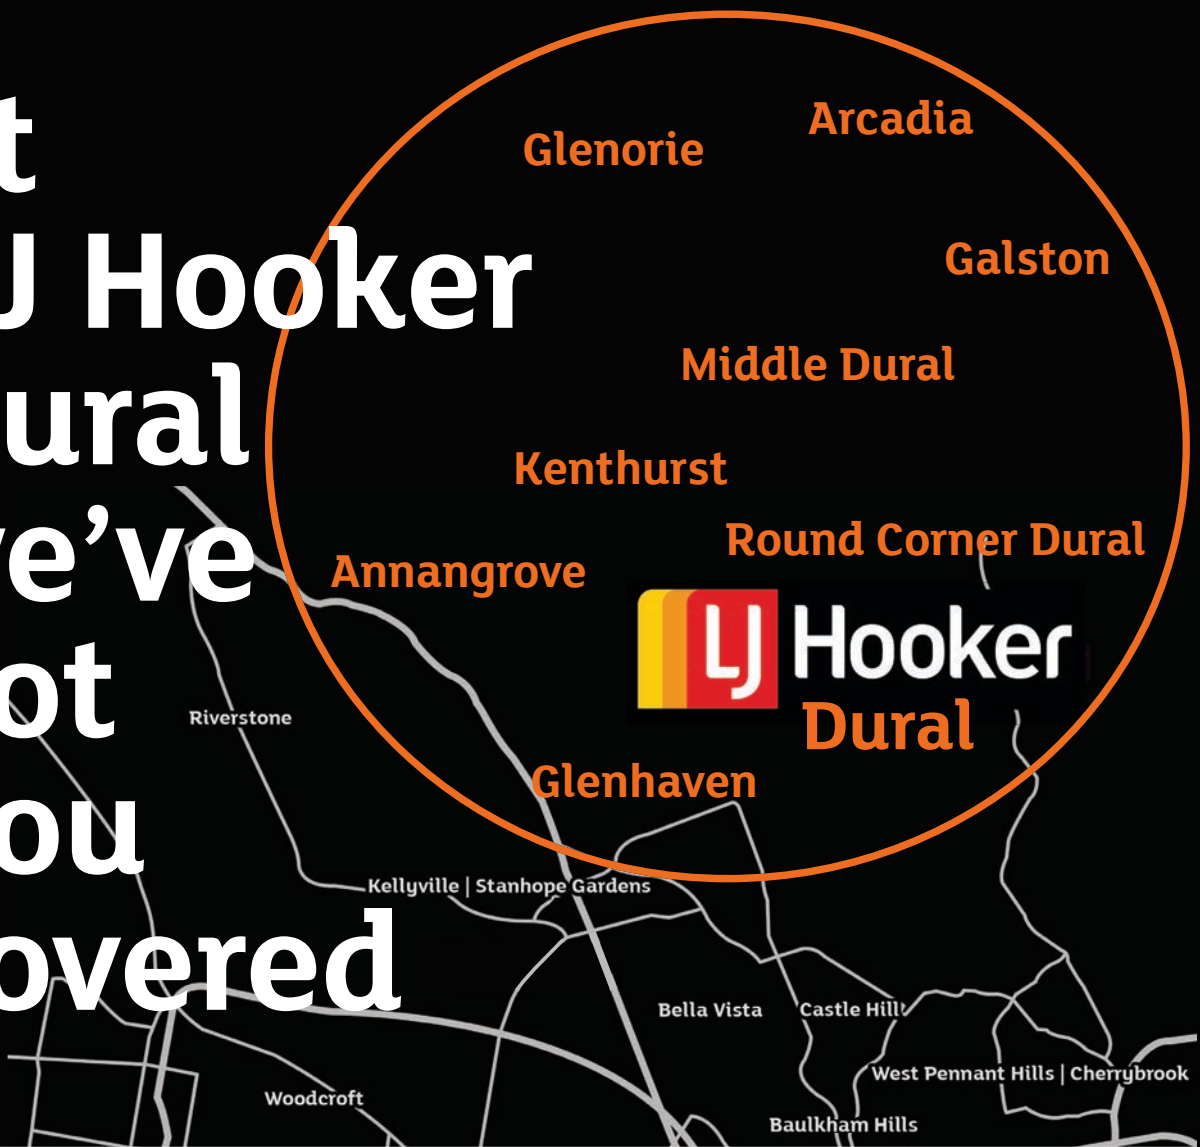 t
J Hooker
ural
e’ve
ot
ou
overed
Arcadia
Glenorie
Galston
Middle Dural
Kenthurst
Round Corner Dural
Annangrove
LJ Hooker
Dural
Riverstone
Glenhaven
Kellyville | Stanhope Gardens
Bella Vista
Castle Hill
West Pennant Hills | Cherrybrook
Woodcroft
Baulkham Hills